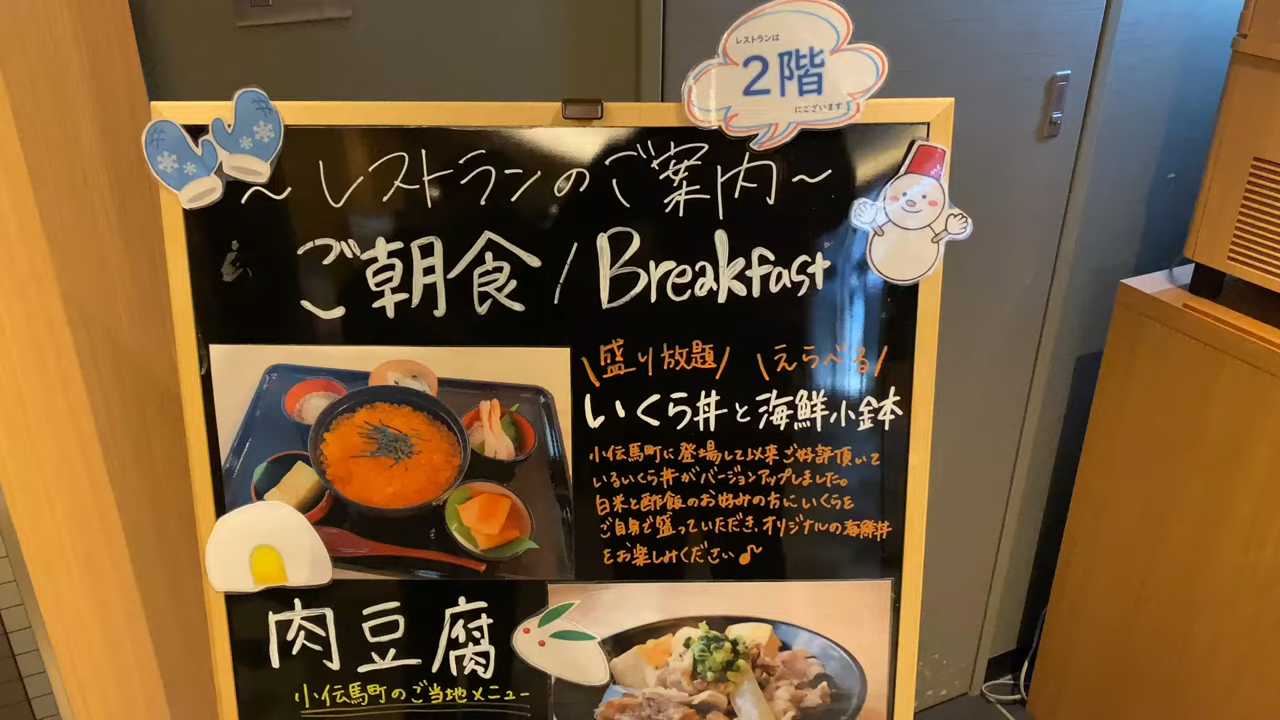 レストランは
2階
にございます
～レストランのご案内～
ご朝食/Breakfast
\盛り放題/ \えらべる/
いくら丼と海鮮小鉢
小伝馬町に登場して以来ご好評頂いて
いるいくら丼がバージョンアップしました。
白米と酢飯のお好みの方にいくらを
ご自身で盛っていただき、オリジナルの海鮮丼
をお楽しみください♪
肉豆腐
小伝馬町のご当地メニュー